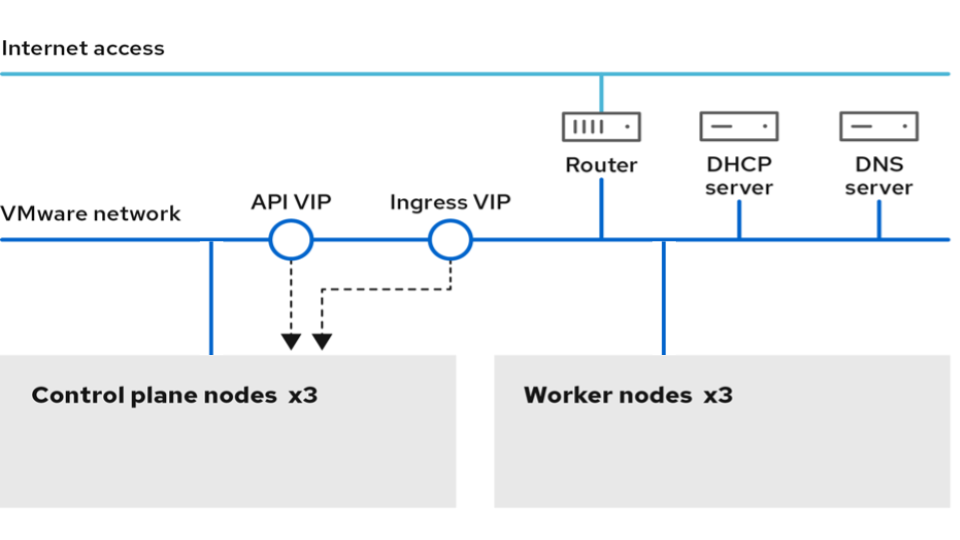 Internet access
Router
DHCP
server
DNS
server
API VIP
Ingress VIP
VMware network
Control plane nodes x3
Worker nodes x3